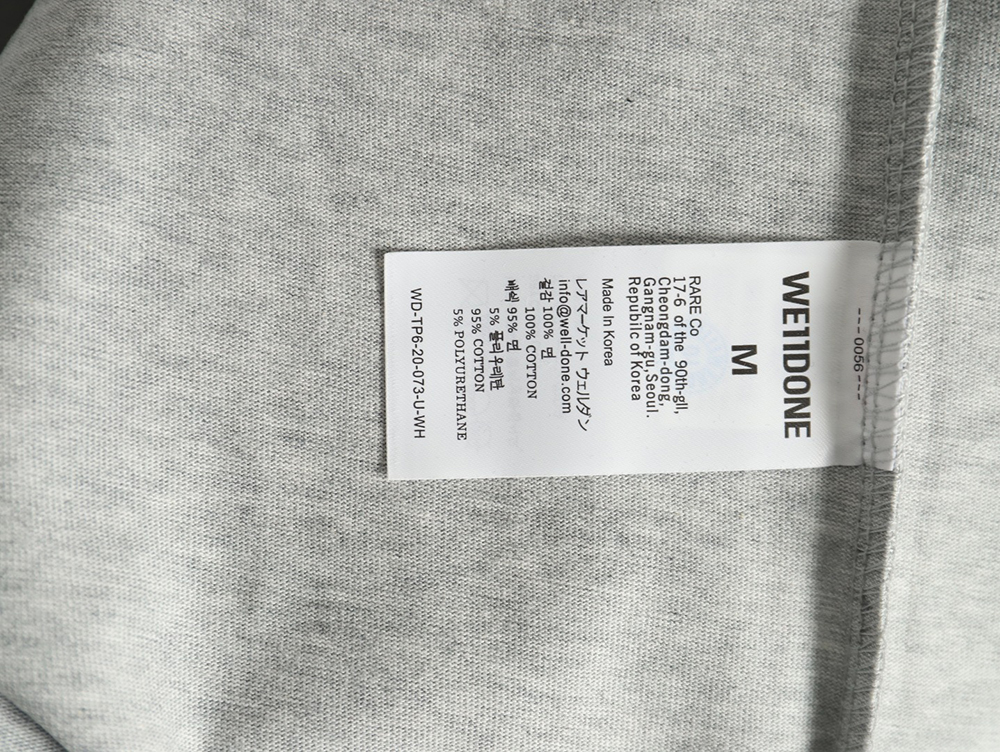 --- 0056 ---
WE11DONE
M
RARE Co
17-6 of the 90th-gil,
Cheongdam-dong,
Gangnam-gu,Seoul.
Repubilc of Korea
Made In Korea
レアマーケット ウェルダン
info@well-done.com
겉감 100% 면
100% COTTON
배색 95% 면
5% 폴리우레탄
95% COTTON
5% POLYURETHANE
WD-TP6-20-073-U-WH